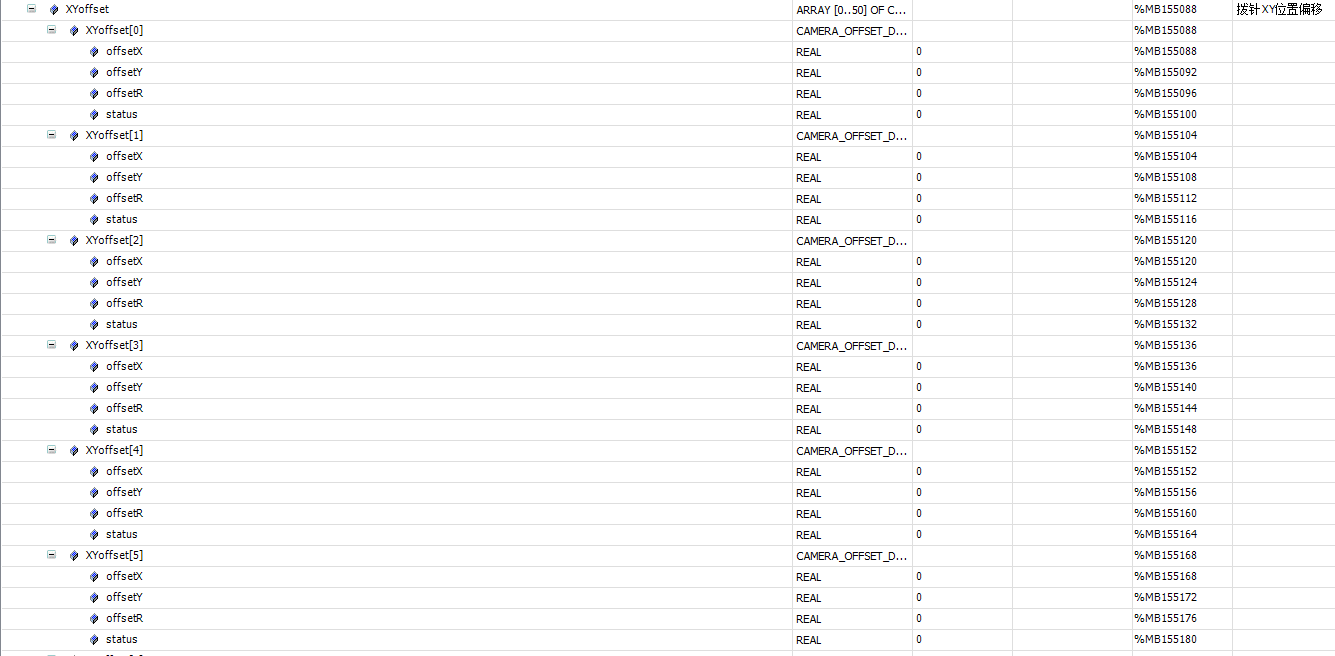 XYoffset ARRAY [0..50] OF C... %MB155088 拨针XY位置偏移
XYoffset[0] CAMERA_OFFSET_D... %MB155088
offsetX REAL 0 %MB155088
offsetY REAL 0 %MB155092
offsetR REAL 0 %MB155096
status REAL 0 %MB155100
XYoffset[1] CAMERA_OFFSET_D... %MB155104
offsetX REAL 0 %MB155104
offsetY REAL 0 %MB155108
offsetR REAL 0 %MB155112
status REAL 0 %MB155116
XYoffset[2] CAMERA_OFFSET_D... %MB155120
offsetX REAL 0 %MB155120
offsetY REAL 0 %MB155124
offsetR REAL 0 %MB155128
status REAL 0 %MB155132
XYoffset[3] CAMERA_OFFSET_D... %MB155136
offsetX REAL 0 %MB155136
offsetY REAL 0 %MB155140
offsetR REAL 0 %MB155144
status REAL 0 %MB155148
XYoffset[4] CAMERA_OFFSET_D... %MB155152
offsetX REAL 0 %MB155152
offsetY REAL 0 %MB155156
offsetR REAL 0 %MB155160
status REAL 0 %MB155164
XYoffset[5] CAMERA_OFFSET_D... %MB155168
offsetX REAL 0 %MB155168
offsetY REAL 0 %MB155172
offsetR REAL 0 %MB155176
status REAL 0 %MB155180